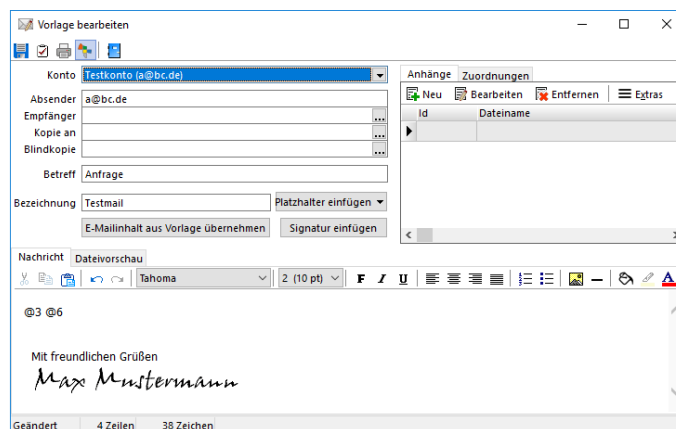 Vorlage bearbeiten
Konto Testkonto (a@bc.de)
Absender a@bc.de
Empfänger ...
Kopie an ...
Blindkopie ...
Betreff Anfrage
Bezeichnung Testmail Platzhalter einfügen
E-Mailinhalt aus Vorlage übernehmen Signatur einfügen
Anhänge Zuordnungen
Neu Bearbeiten Entfernen Extras
Id Dateiname
Nachricht Dateivorschau
Tahoma 2 (10 pt) F I U A
@3 @6
Mit freundlichen Grüßen
Max Mustermann
Geändert 4 Zeilen 38 Zeichen